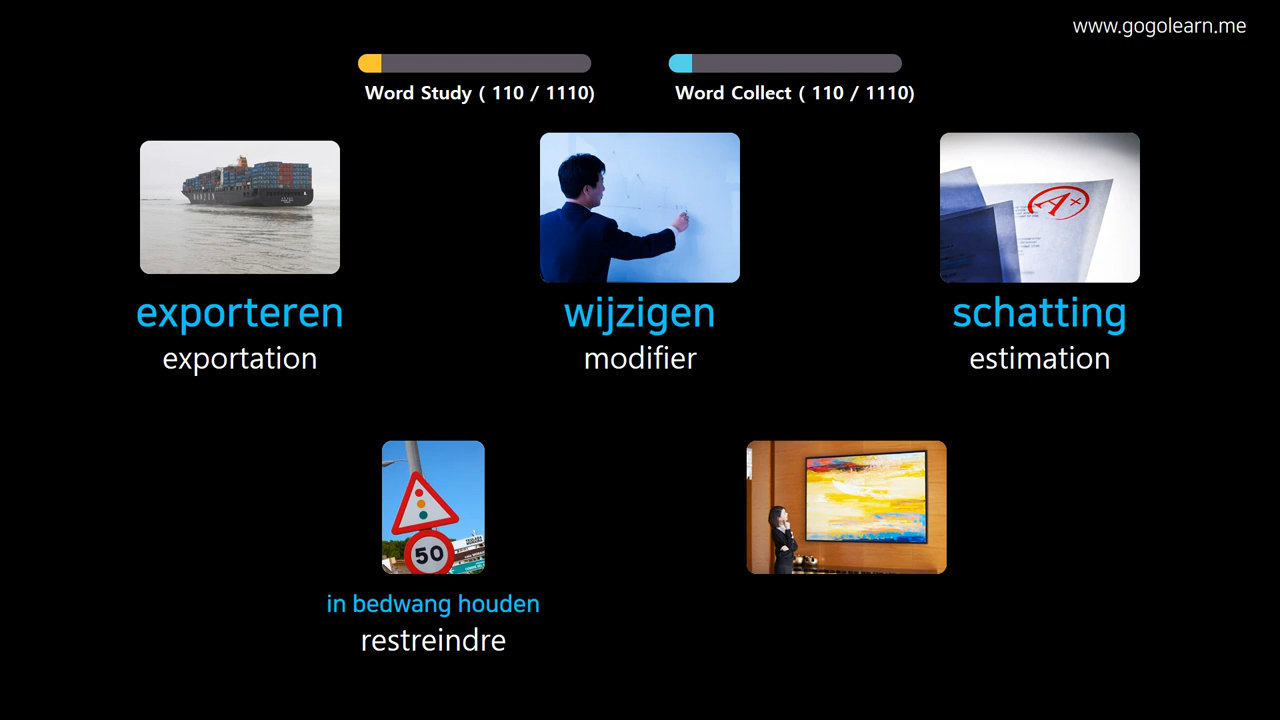 www.gogolearn.me
Word Study ( 110 / 1110)
Word Collect ( 110 / 1110)
A+
exporteren
exportation
wijzigen
modifier
schatting
estimation
50
in bedwang houden
restreindre